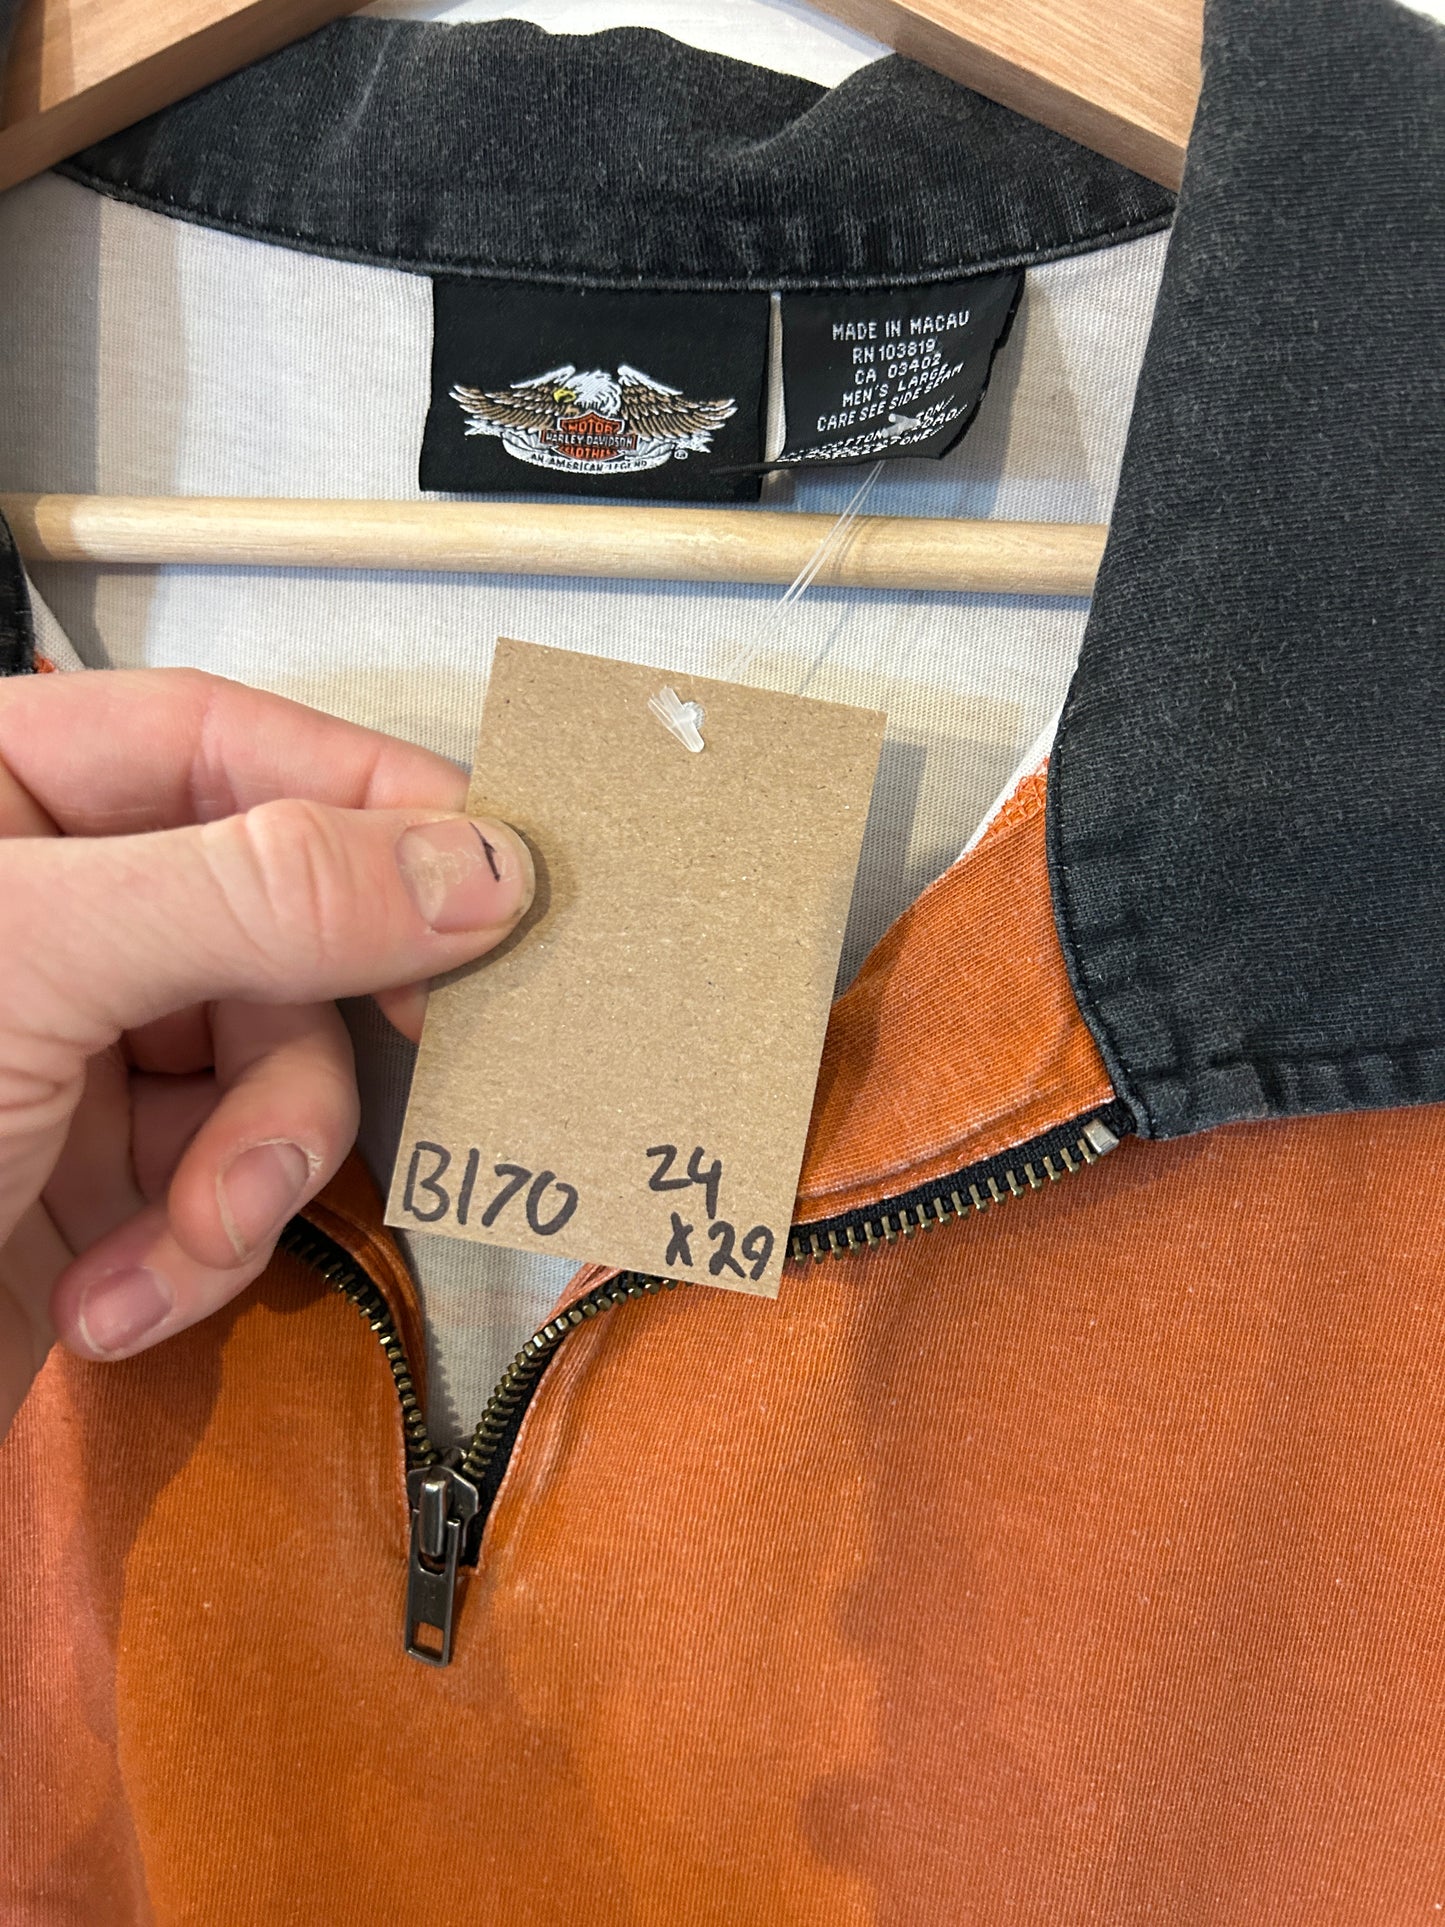 MOTOR
HARLEY-DAVIDSON
CLOTHES
AN AMERICAN LEGEND
®
MADE IN MACAU
RN 103819
CA 03402
MEN'S LARGE
CARE SEE SIDE SEAM
B170
24
X 29